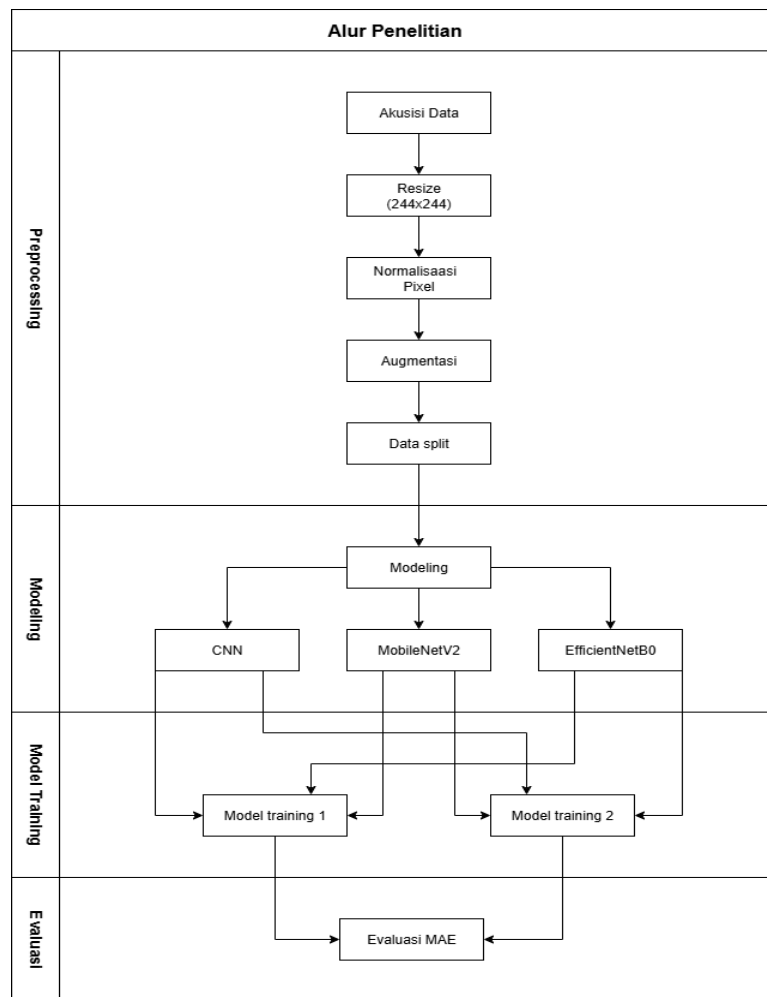 Alur Penelitian
Preprocessing
Akusisi Data
Resize
(244x244)
Normalisaasi
Pixel
Augmentasi
Data split
Modeling
Modeling
CNN
MobileNetV2
EfficientNetB0
Model Training
Model training 1
Model training 2
Evaluasi
Evaluasi MAE